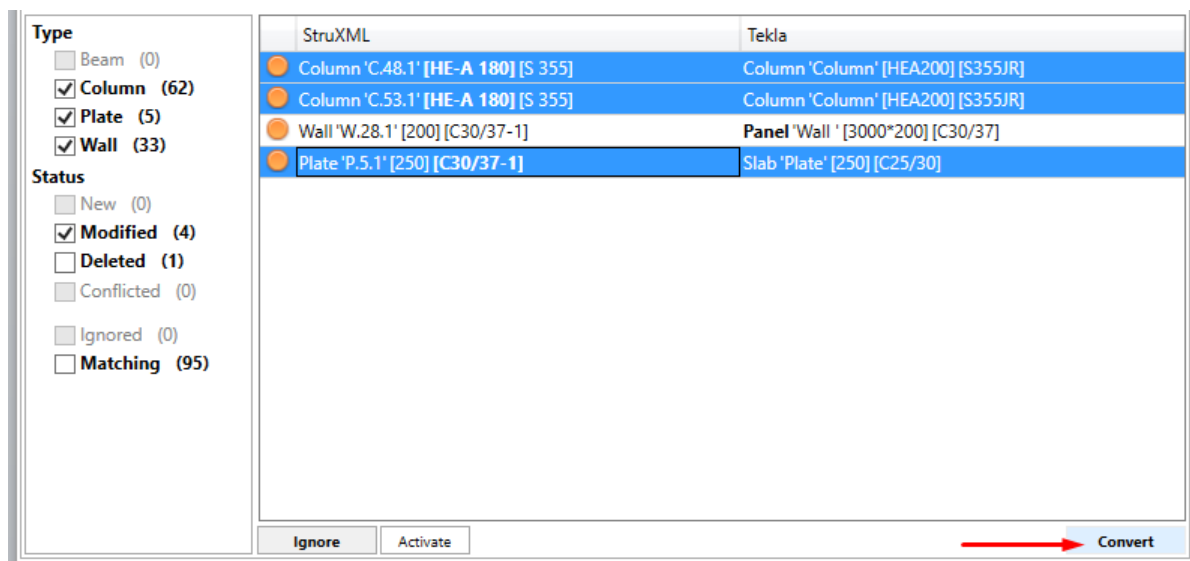 Type
Beam (0)
Column (62)
Plate (5)
Wall (33)
Status
New (0)
Modified (4)
Deleted (1)
Conflicted (0)
Ignored (0)
Matching (95)
StruXML Tekla
Column 'C.48.1' [HE-A 180] [S 355] Column 'Column' [HEA200] [S355JR]
Column 'C.53.1' [HE-A 180] [S 355] Column 'Column' [HEA200] [S355JR]
Wall 'W.28.1' [200] [C30/37-1] Panel 'Wall ' [3000*200] [C30/37]
Plate 'P.5.1' [250] [C30/37-1] Slab 'Plate' [250] [C25/30]
Ignore Activate Convert